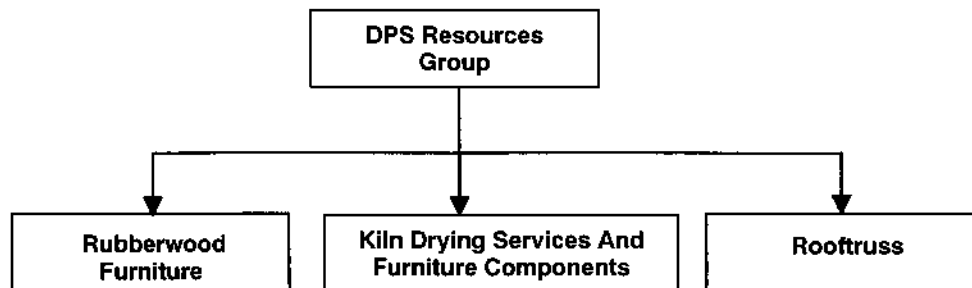 DPS Resources
Group
Rubberwood
Furniture
Kiln Drying Services And
Furniture Components
Rooftruss